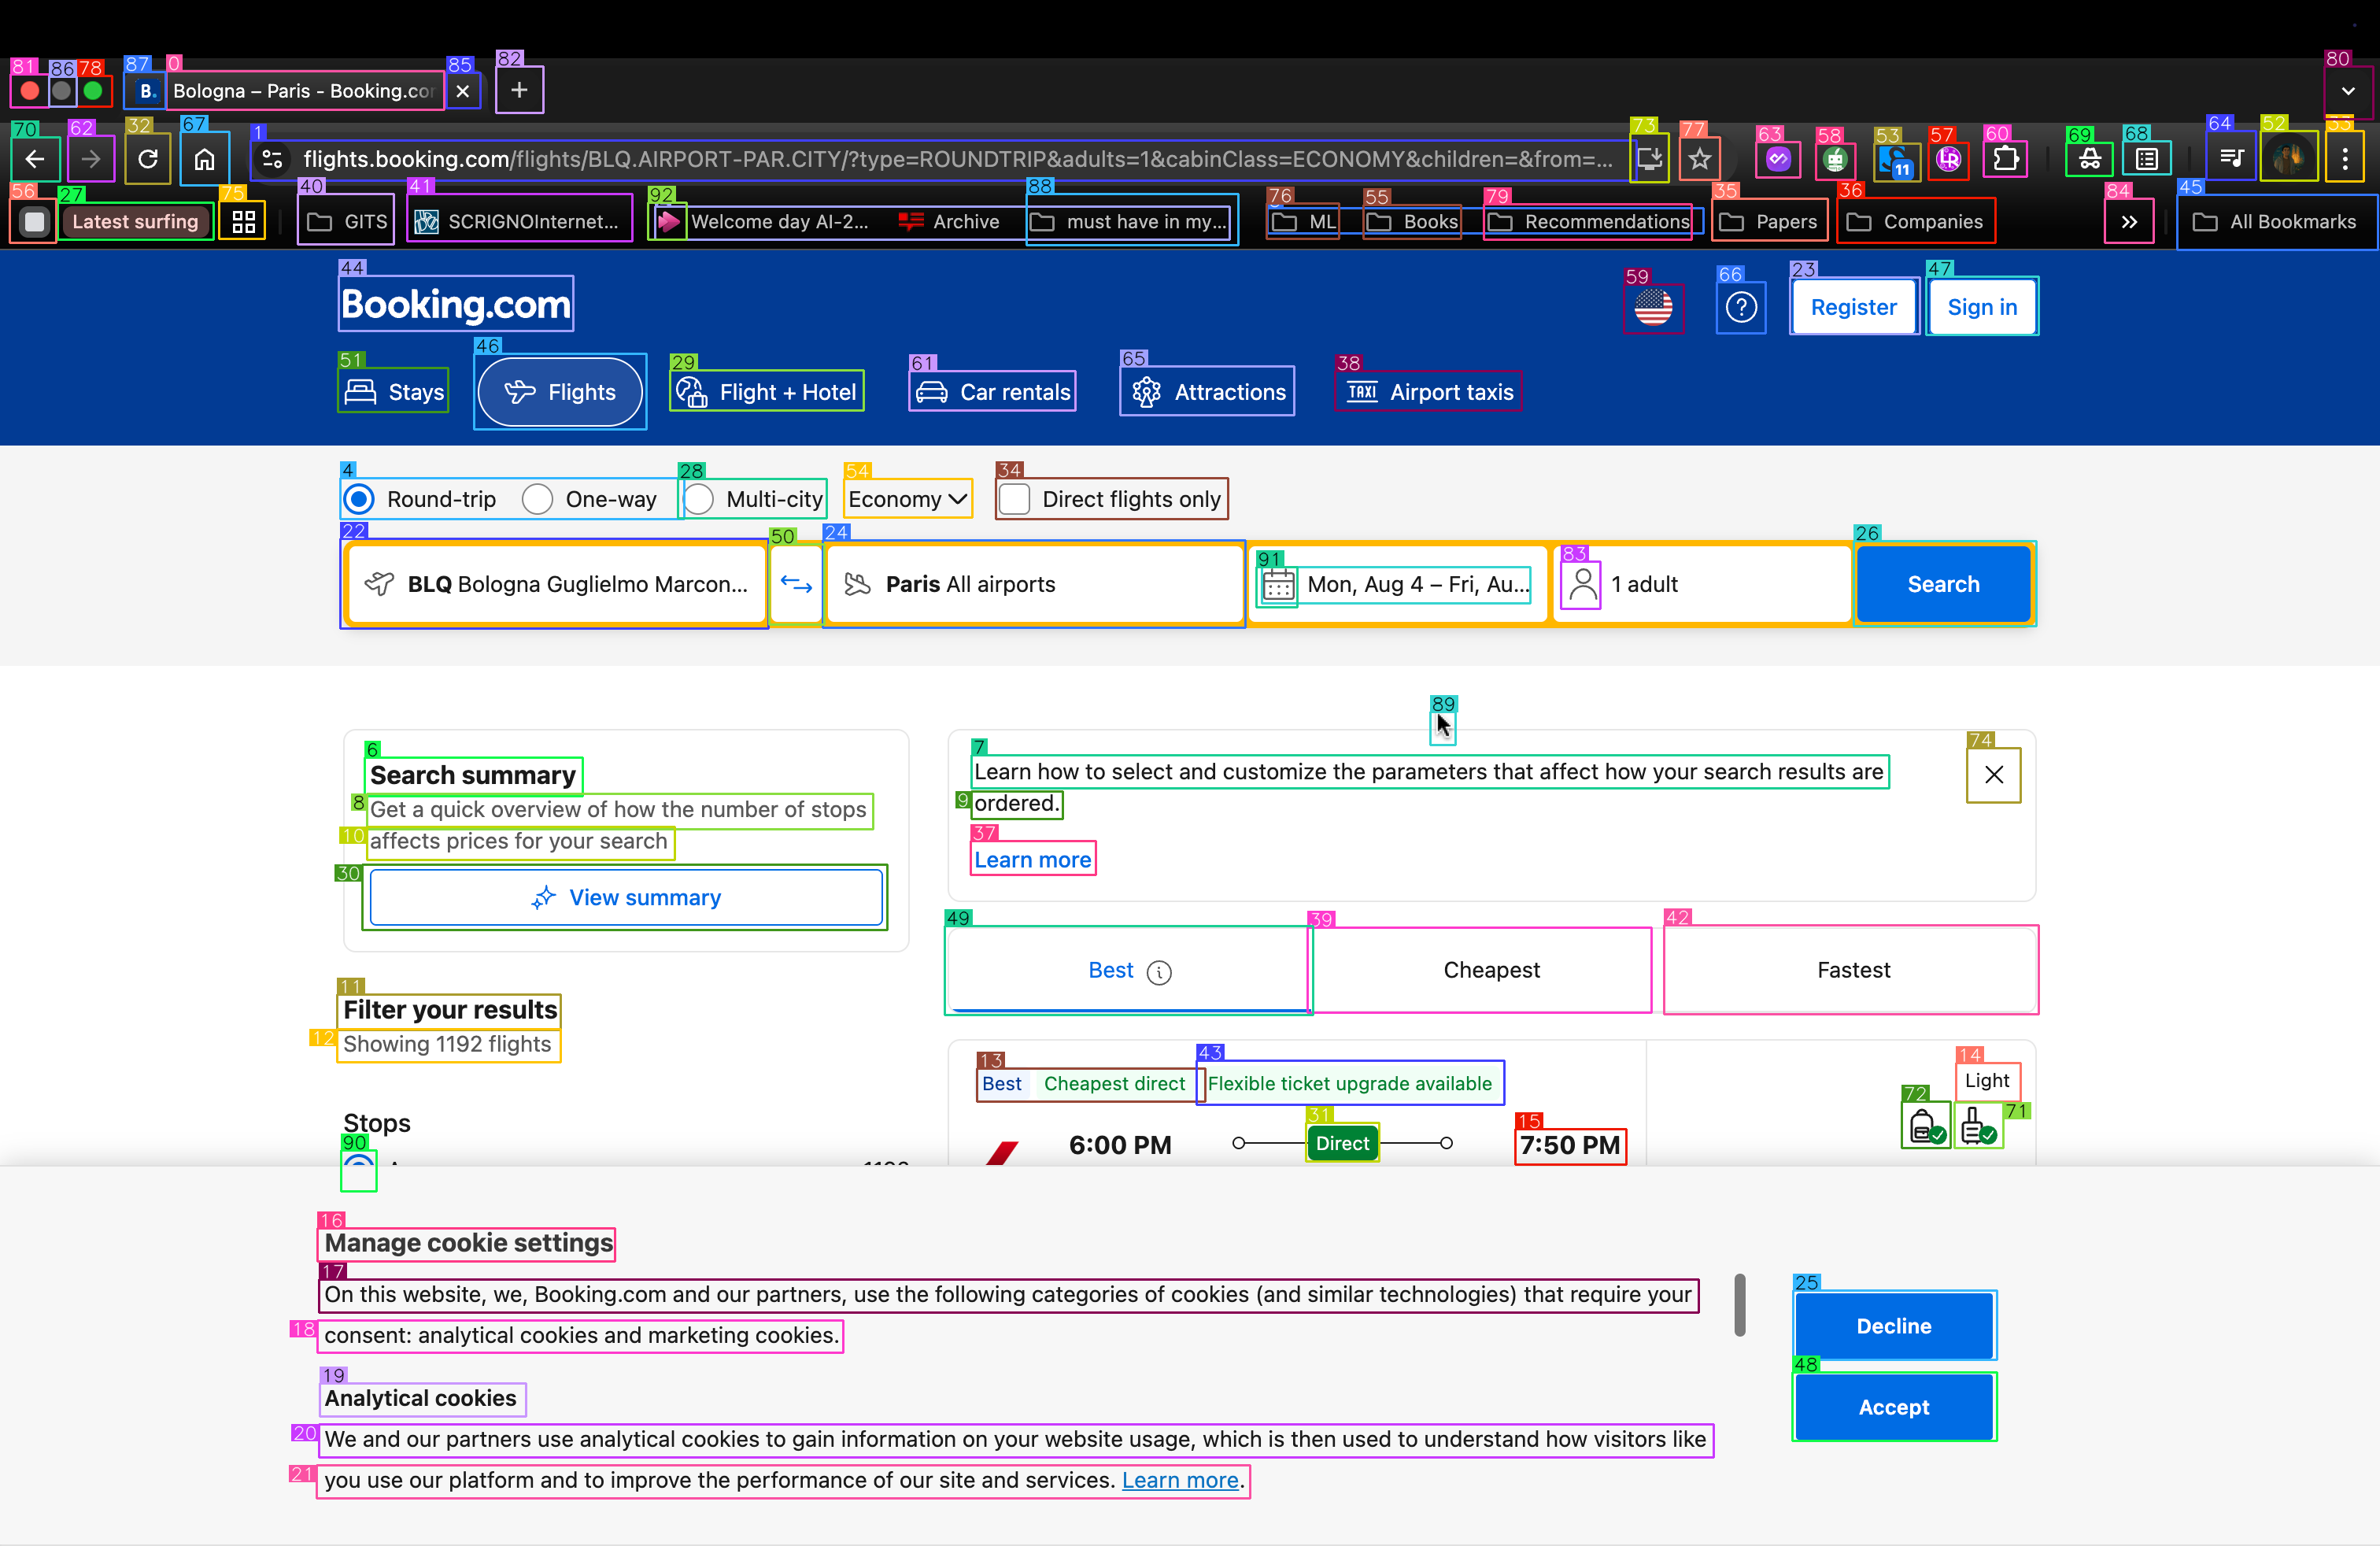 81 86 78 87 0 85 82 80
B. Bologna – Paris - Booking.cor
70 62 32 67 1 73 77 63 58 53 57 60 69 68 64 52 33
flights.booking.com/flights/BLQ.AIRPORT-PAR.CITY/?type=ROUNDTRIP&adults=1&cabinClass=ECONOMY&children=&from=...
11
56 27 75 40 41 92 88 76 55 79 35 36 84 45
Latest surfing GITS SCRIGNOInternet... Welcome day AI-2... Archive must have in my... ML Books Recommendations Papers Companies » All Bookmarks
44 59 66 23 47
Booking.com Register Sign in
51 46 29 61 65 38
Stays Flights Flight + Hotel Car rentals Attractions TAXI Airport taxis
4 28 54 34
Round-trip One-way Multi-city Economy Direct flights only
22 50 24 91 83 26
BLQ Bologna Guglielmo Marcon... Paris All airports Mon, Aug 4 – Fri, Au... 1 adult Search
89
6
Search summary
8 Get a quick overview of how the number of stops
10 affects prices for your search
30 View summary
7 74
Learn how to select and customize the parameters that affect how your search results are
9 ordered.
37
Learn more
49 39 42
Best Cheapest Fastest
11
Filter your results
12 Showing 1192 flights
13 43 14
Best Cheapest direct Flexible ticket upgrade available Light
72 71
Stops
90
31 15
6:00 PM Direct 7:50 PM
16
Manage cookie settings
17
On this website, we, Booking.com and our partners, use the following categories of cookies (and similar technologies) that require your
18 consent: analytical cookies and marketing cookies.
19
Analytical cookies
20 We and our partners use analytical cookies to gain information on your website usage, which is then used to understand how visitors like
21 you use our platform and to improve the performance of our site and services. Learn more.
25
Decline
48
Accept